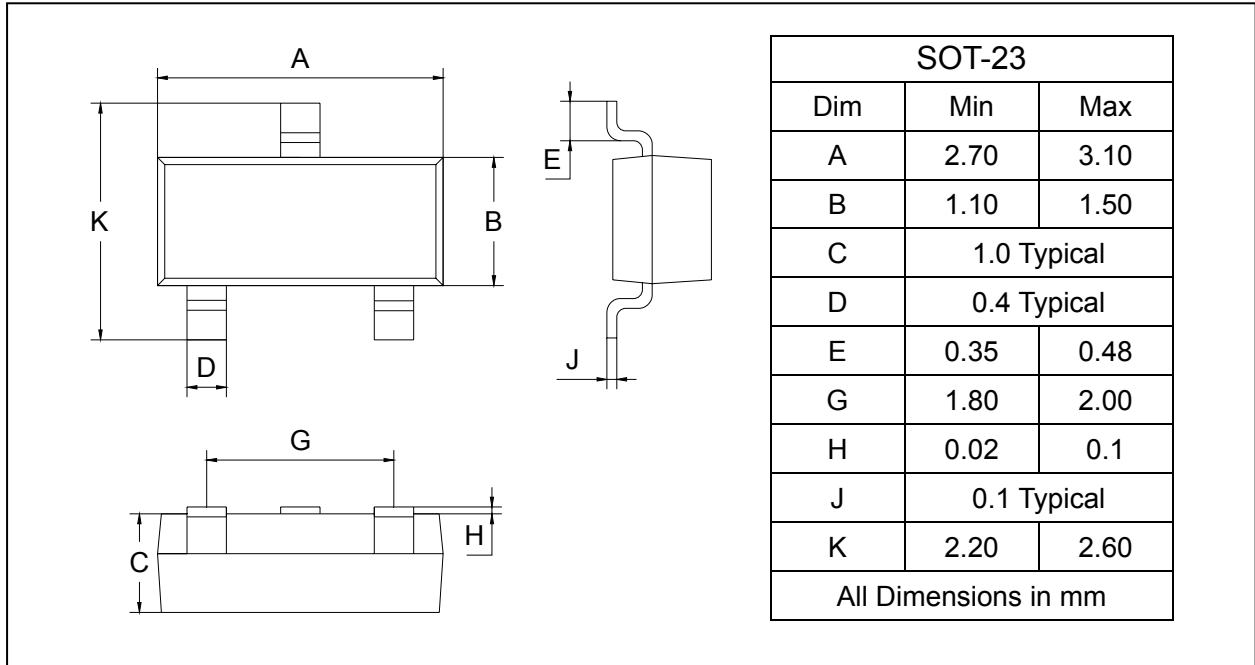 A
K
B
D
E
J
G
H
C
SOT-23
Dim Min Max
A 2.70 3.10
B 1.10 1.50
C 1.0 Typical
D 0.4 Typical
E 0.35 0.48
G 1.80 2.00
H 0.02 0.1
J 0.1 Typical
K 2.20 2.60
All Dimensions in mm